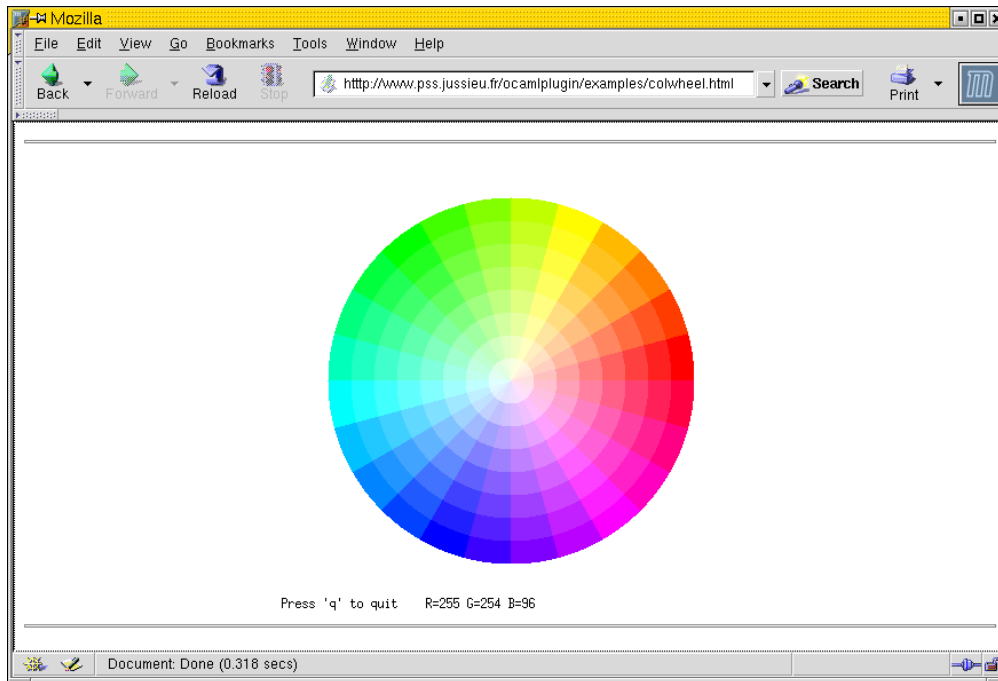 Mozilla
File Edit View Go Bookmarks Tools Window Help
Back Forward Reload Stop htttp://www.pss.jussieu.fr/ocamlplugin/examples/colwheel.html Search Print
Press 'q' to quit R=255 G=254 B=96
Document: Done (0.318 secs)